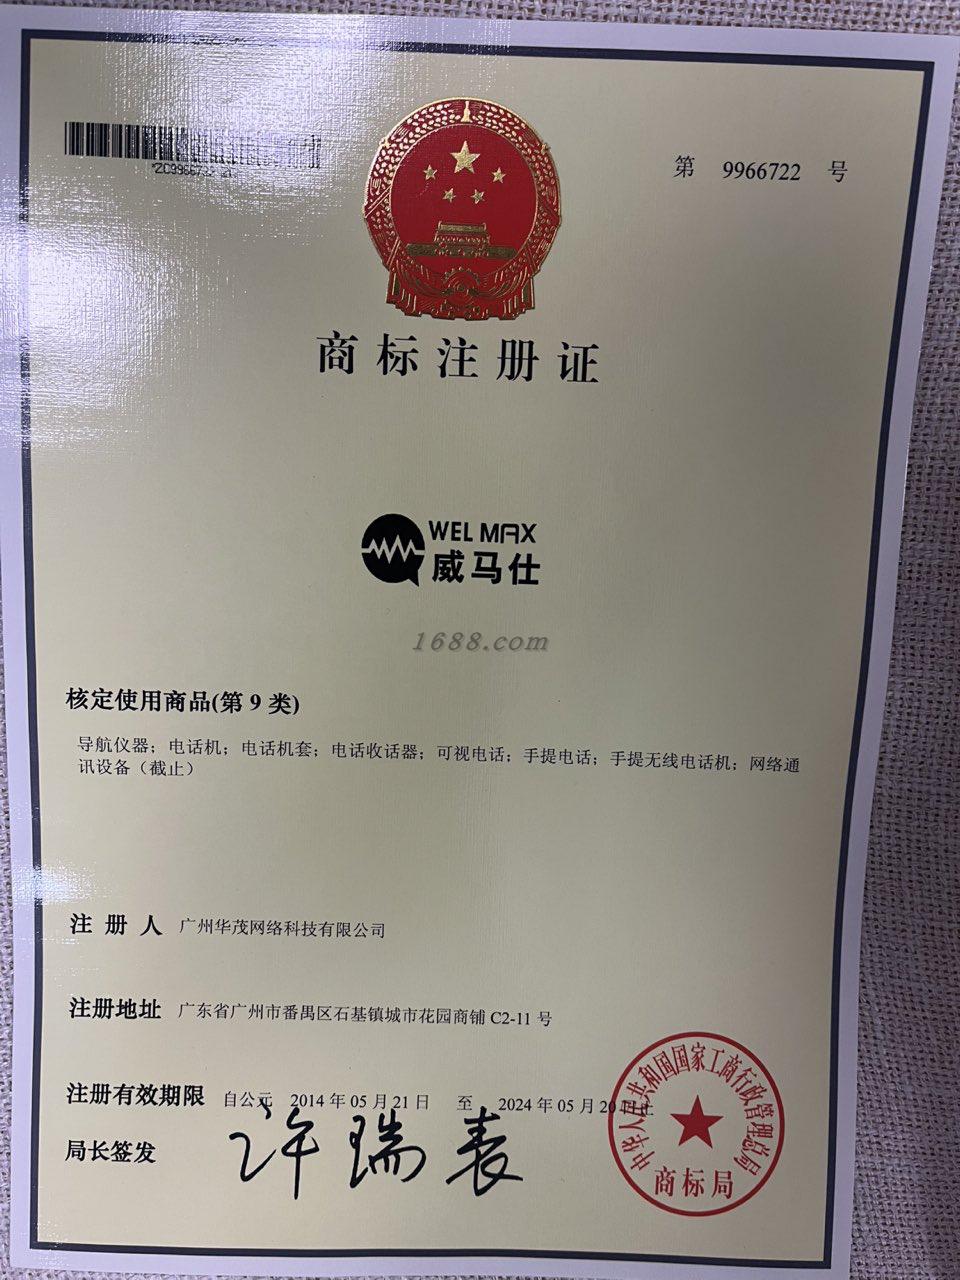 第 9966722 号
商标注册证
WEL MAX
威马仕
1688.com
核定使用商品(第 9 类)
导航仪器；电话机；电话机套；电话收话器；可视电话；手提电话；手提无线电话机；网络通
讯设备（截止）
注 册 人 广州华茂网络科技有限公司
注册地址 广东省广州市番禺区石基镇城市花园商铺 C2-11 号
注册有效期限 自公元 2014 年 05 月 21 日 至 2024 年 05 月 20 日止
局长签发 许瑞表
中华人民共和国国家工商行政管理总局
商标局